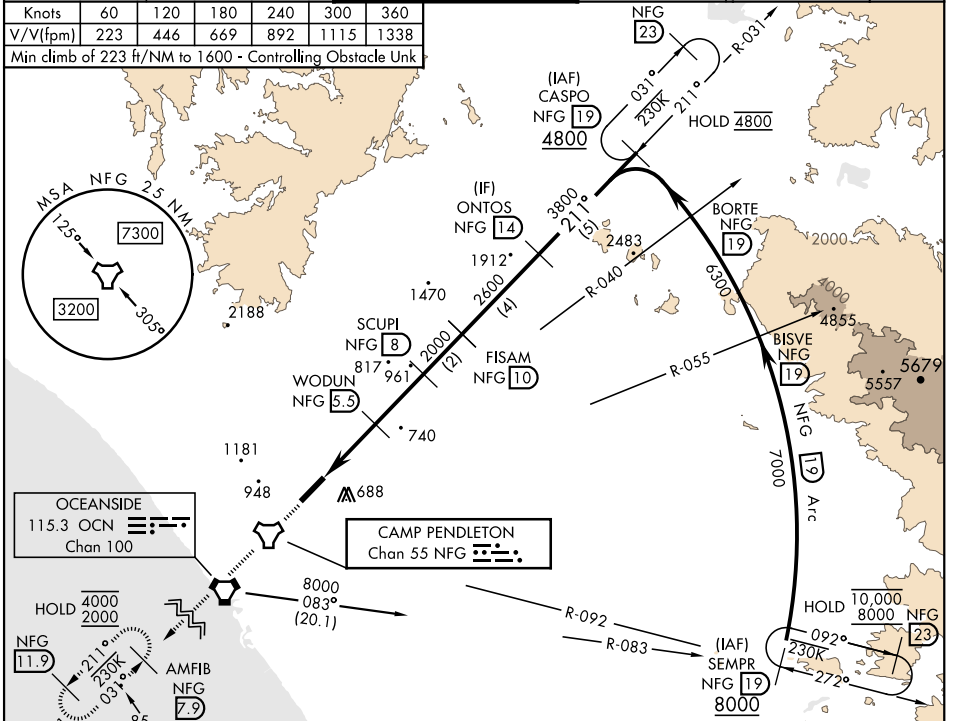 Knots 60 120 180 240 300 360
V/V(fpm) 223 446 669 892 1115 1338
Min climb of 223 ft/NM to 1600 - Controlling Obstacle Unk
NFG
23
R-031
031°
230K
211°
(IAF)
CASPO
NFG 19
4800
HOLD 4800
MSA NFG 25 NM
125°
7300
3200
305°
(IF)
ONTOS
NFG 14
3800
211°
(5)
BORTE
NFG
19
2483
2000
1912
R-040
6300
1470
2600
(4)
4000
4855
2188
SCUPI
NFG 8
2000
(2)
FISAM
NFG 10
BISVE
NFG
19
5679
5557
817
961
R-055
WODUN
NFG 5.5
740
NFG 19 Arc
7000
1181
948
688
OCEANSIDE
115.3 OCN
Chan 100
CAMP PENDLETON
Chan 55 NFG
8000
083°
(20.1)
R-092
R-083
HOLD 4000
2000
NFG
11.9
211°
230K
031°
AMFIB
NFG
7.9
HOLD 10,000
8000
NFG
23
092°
230K
272°
(IAF)
SEMPR
NFG 19
8000